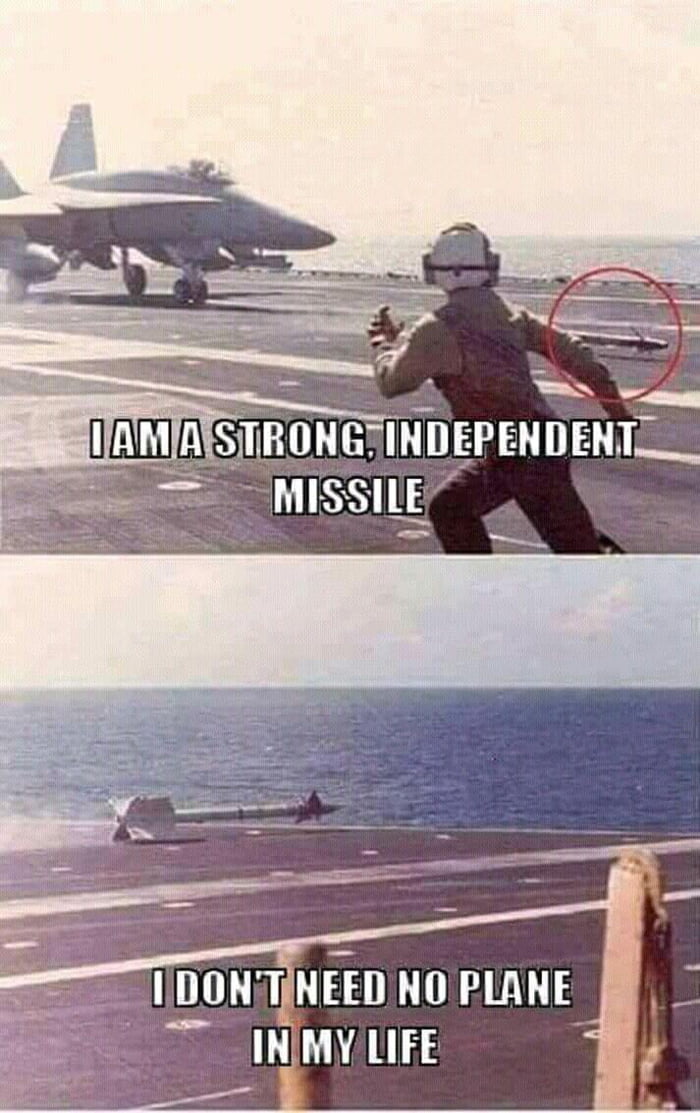 I AM A STRONG, INDEPENDENT
MISSILE
I DON'T NEED NO PLANE
IN MY LIFE